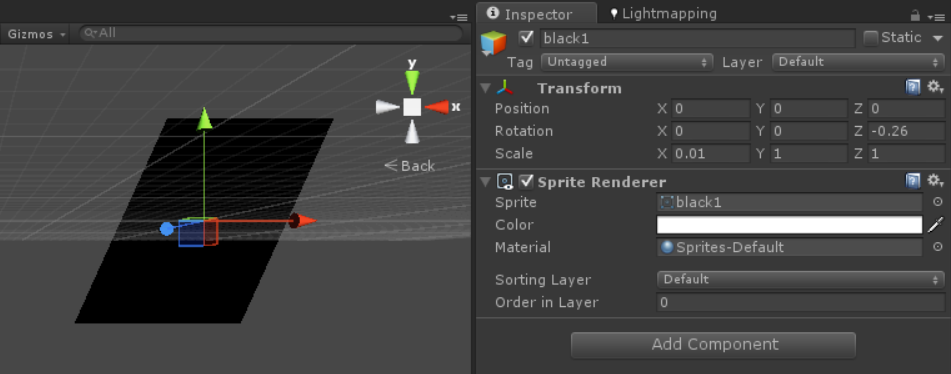 Inspector Lightmapping
Gizmos All
black1 Static
Tag Untagged Layer Default
Transform
Position X 0 Y 0 Z 0
Rotation X 0 Y 0 Z -0.26
Scale X 0.01 Y 1 Z 1
Sprite Renderer
Sprite black1
Color
Material Sprites-Default
Sorting Layer Default
Order in Layer 0
Add Component
y
x
Back